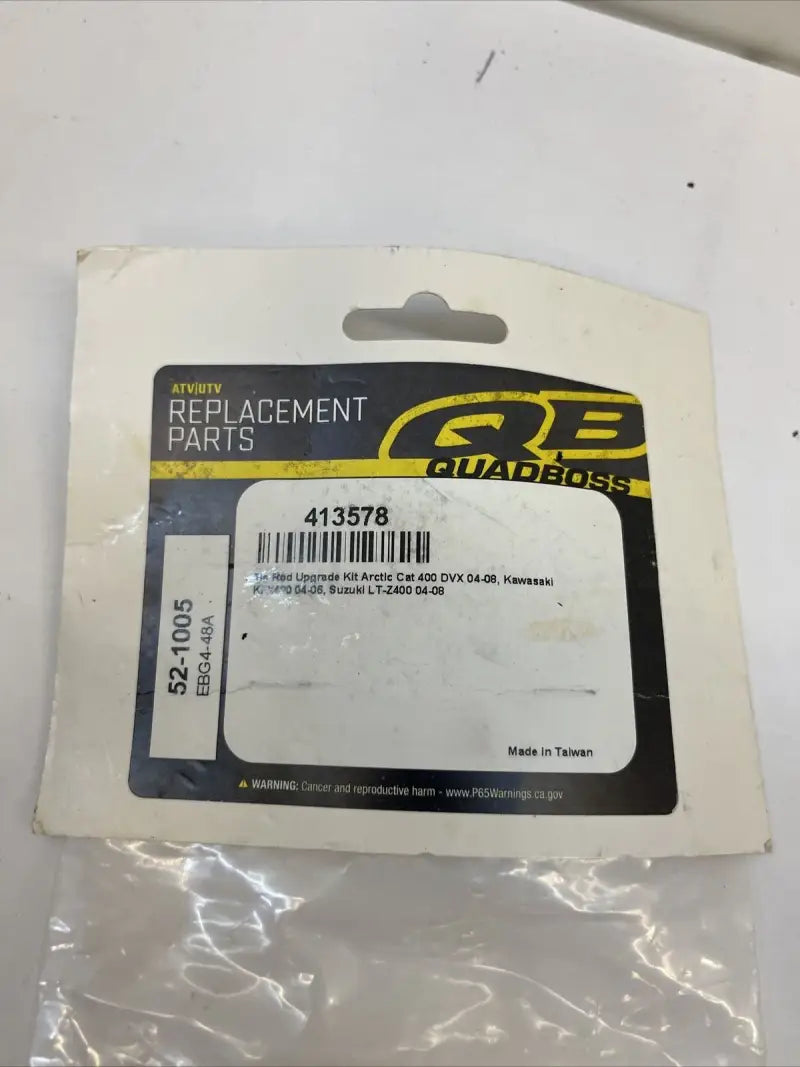 ATV|UTV
REPLACEMENT
PARTS
QB
QUADBOSS
413578
Rod Upgrade Kit Arctic Cat 400 DVX 04-08, Kawasaki
04-06, Suzuki LT-Z400 04-08
52-1005
EBG4-48A
Made in Taiwan
WARNING: Cancer and reproductive harm - www.P65Warnings.ca.gov